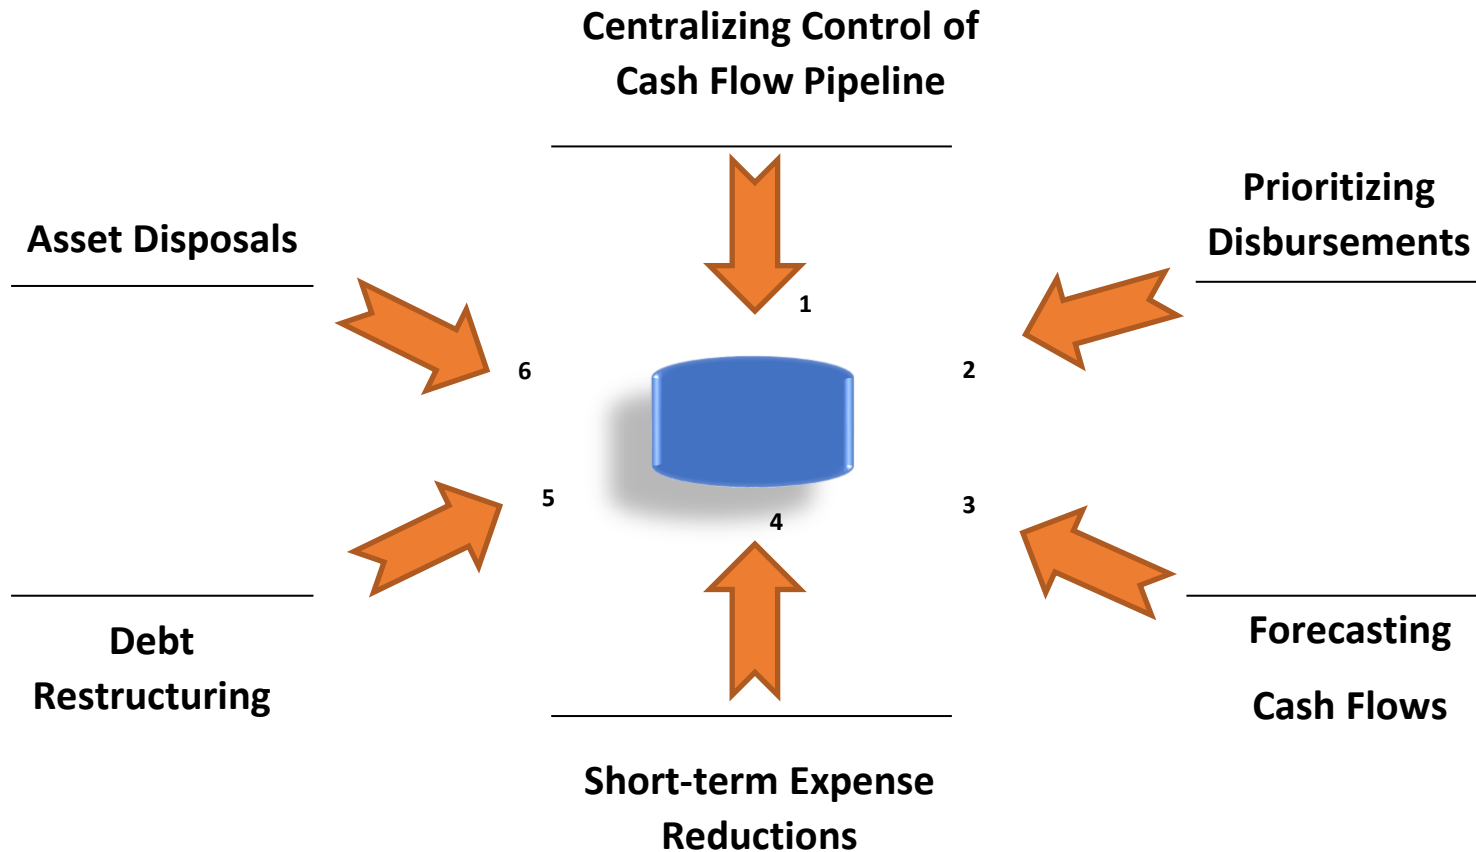 Centralizing Control of
Cash Flow Pipeline
Prioritizing
Disbursements
Asset Disposals
1
6
2
5
3
4
Debt
Restructuring
Forecasting
Cash Flows
Short-term Expense
Reductions